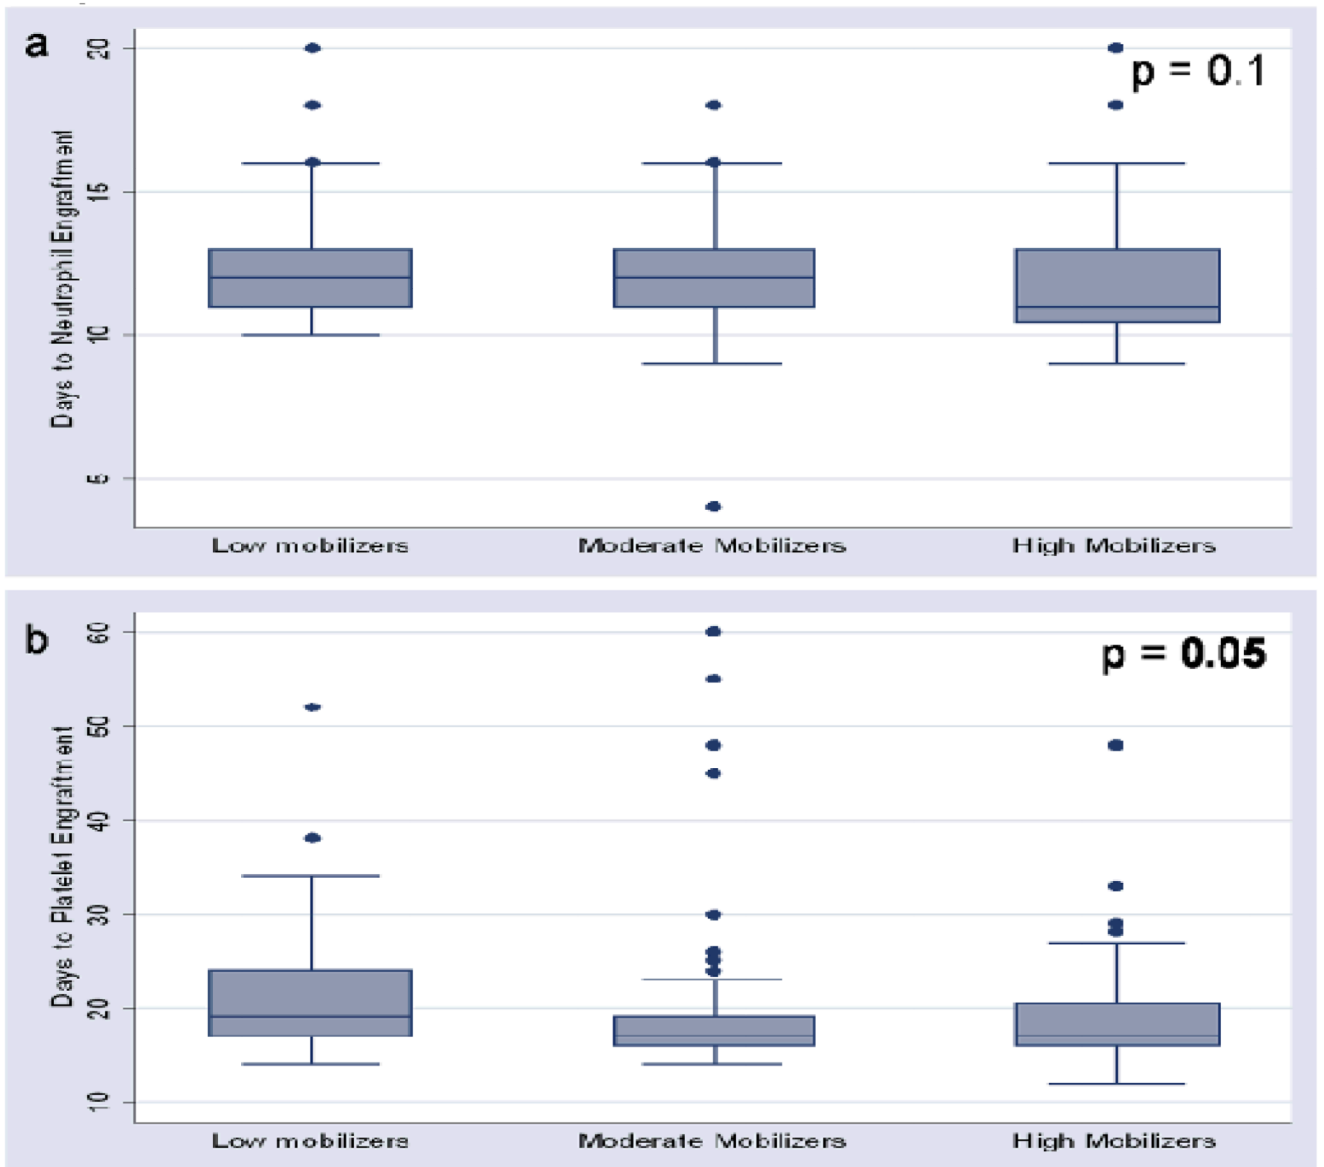 a
p = 0.1
Days to Neutrophil Engraftment
20
15
10
5
Low mobilizers Moderate Mobilizers High Mobilizers
b
p = 0.05
Days to Platelet Engraftment
60
50
40
30
20
10
Low mobilizers Moderate Mobilizers High Mobilizers